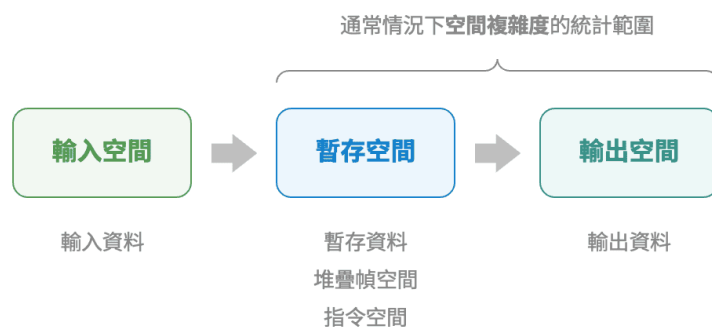 通常情況下空間複雜度的統計範圍
輸入空間
暫存空間
輸出空間
輸入資料
暫存資料
輸出資料
堆疊幀空間
指令空間